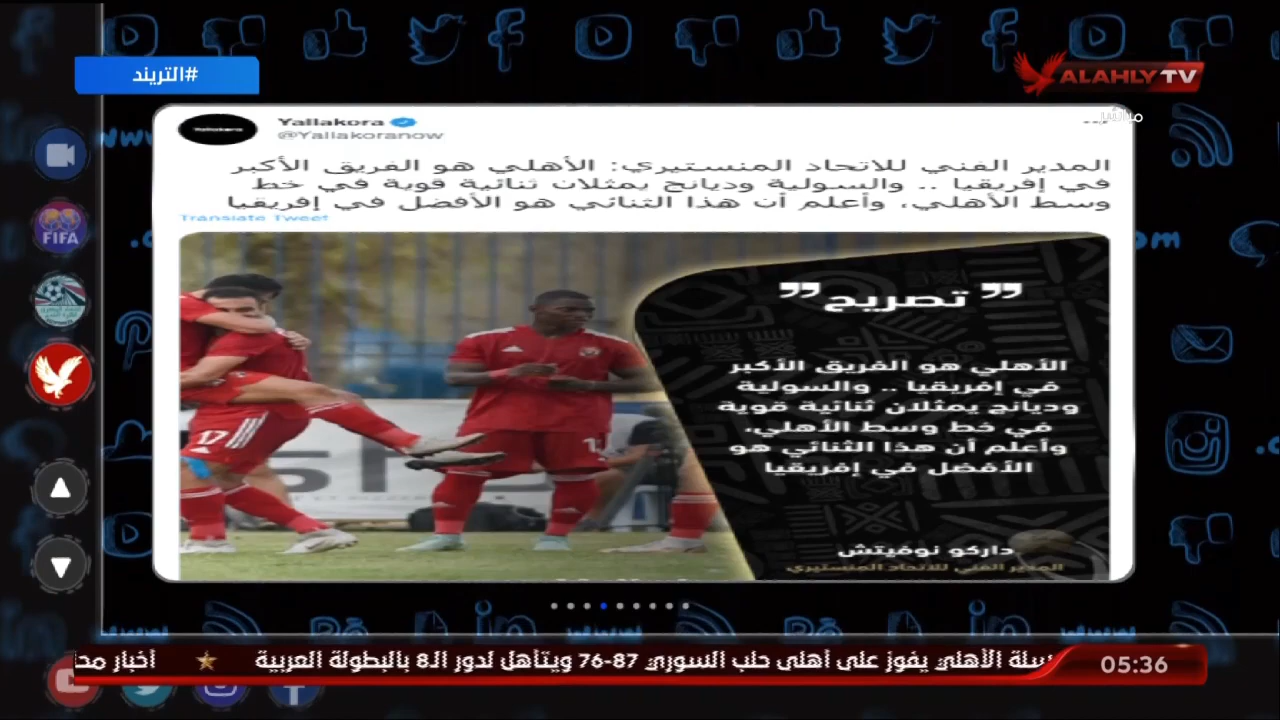 #التريند
ALAHLY TV
مباشر
Yallakora
@Yallakoranow
المدير الفني للاتحاد المنستيري: الأهلي هو الفريق الأكبر
في إفريقيا .. والسولية وديانج يمثلان ثنائية قوية في خط
وسط الأهلي، وأعلم أن هذا الثنائي هو الأفضل في إفريقيا
Translate Tweet
FIFA
17
"تصريح"
الأهلي هو الفريق الأكبر
في إفريقيا .. والسولية
وديانج يمثلان ثنائية قوية
في خط وسط الأهلي،
وأعلم أن هذا الثنائي هو
الأفضل في إفريقيا
داركو نوفيتش
المدير الفني للاتحاد المنستيري
سلة الأهلي يفوز على أهلي حلب السوري 87-76 ويتأهل لدور الـ8 بالبطولة العربية
أخبار
05:36